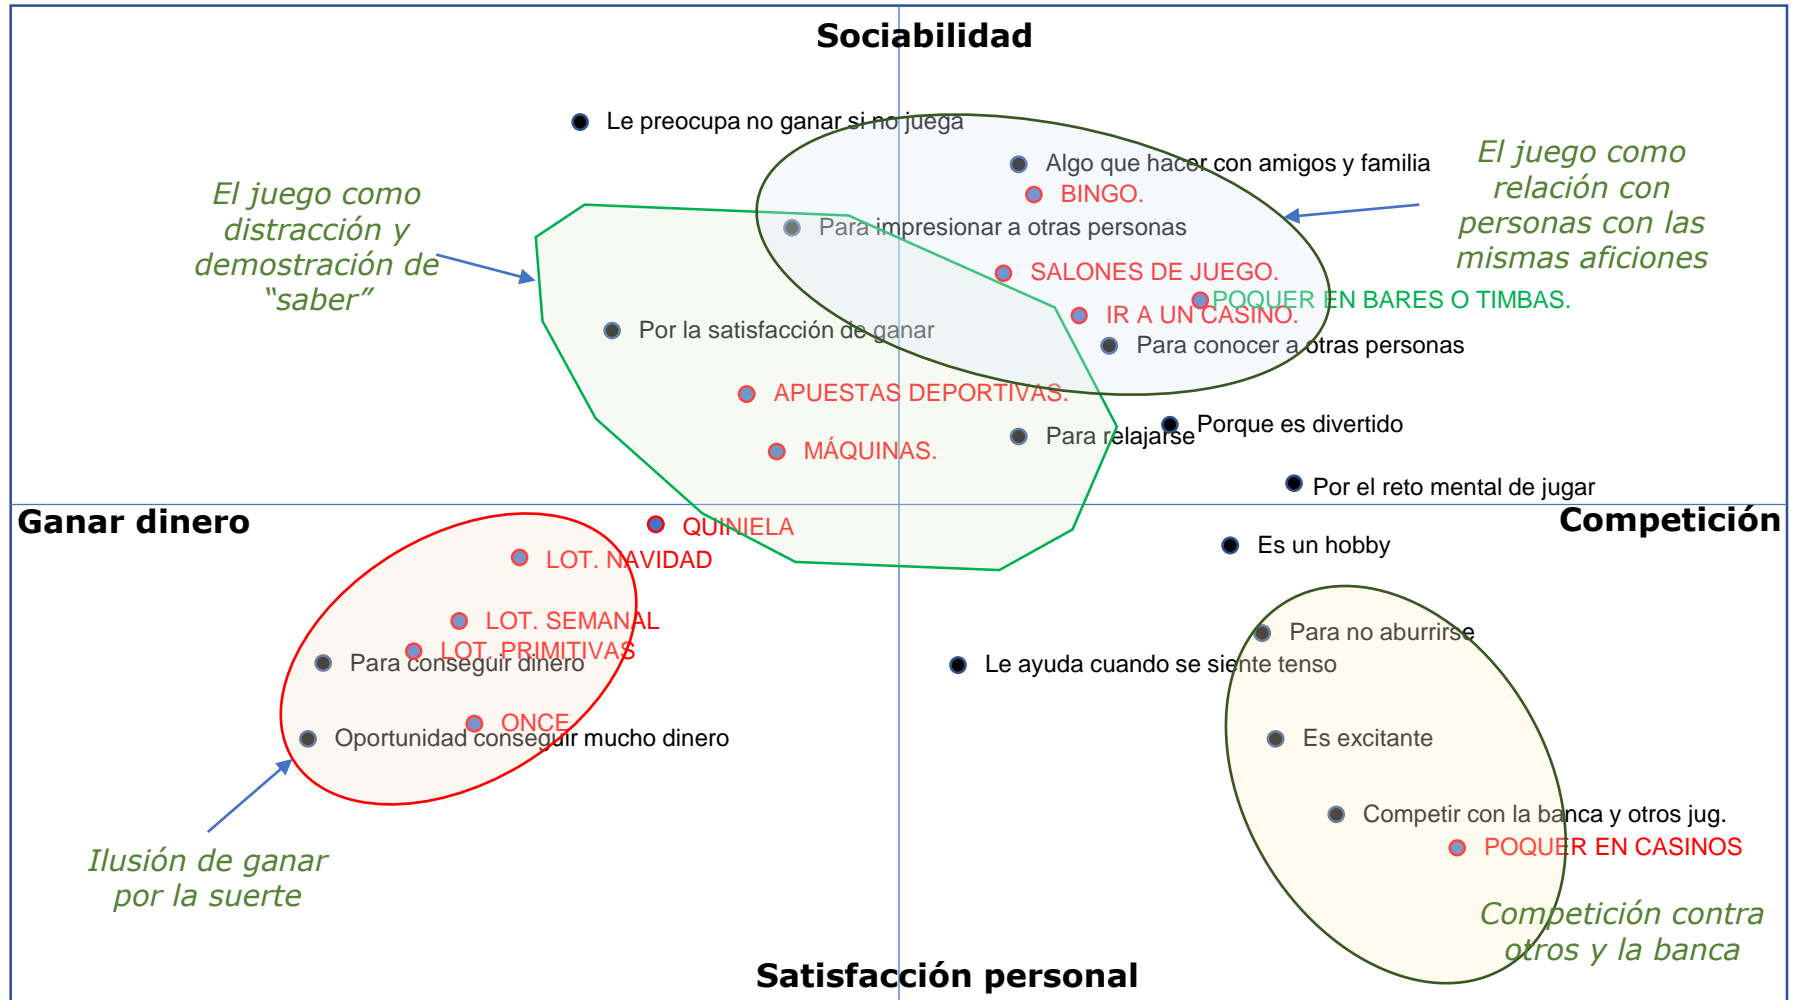 Sociabilidad
Le preocupa no ganar si no juega
Algo que hacer con amigos y familia
BINGO.
El juego como
relación con
personas con las
mismas aficiones
El juego como
distracción y
demostración de
“saber”
Para impresionar a otras personas
SALONES DE JUEGO.
POQUER EN BARES O TIMBAS.
IR A UN CASINO.
Por la satisfacción de ganar
Para conocer a otras personas
APUESTAS DEPORTIVAS.
Porque es divertido
Para relajarse
MÁQUINAS.
Por el reto mental de jugar
Ganar dinero
Competición
QUINIELA
Es un hobby
LOT. NAVIDAD
LOT. SEMANAL
Para no aburrirse
LOT. PRIMITIVAS
Para conseguir dinero
Le ayuda cuando se siente tenso
ONCE
Oportunidad conseguir mucho dinero
Es excitante
Competir con la banca y otros jug.
POQUER EN CASINOS
Ilusión de ganar
por la suerte
Competición contra
otros y la banca
Satisfacción personal